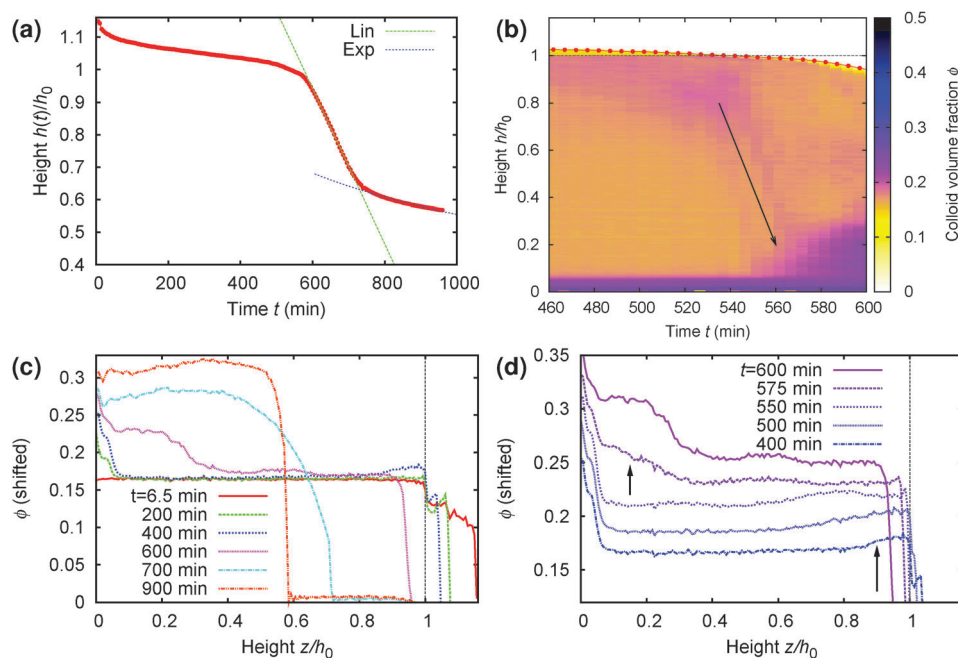 (a)
Height h(t)/h0
1.1
1
0.9
0.8
0.7
0.6
0.5
0.4
Lin
Exp
0 200 400 600 800 1000
Time t (min)
(b)
Height h/h0
1
0.8
0.6
0.4
0.2
0
460 480 500 520 540 560 580 600
Time t (min)
0.5
0.4
0.3
0.2
0.1
0
Colloid volume fraction ϕ
(c)
ϕ (shifted)
0.3
0.25
0.2
0.15
0.1
0.05
0
t=6.5 min
200 min
400 min
600 min
700 min
900 min
0 0.2 0.4 0.6 0.8 1
Height z/h0
(d)
ϕ (shifted)
0.35
0.3
0.25
0.2
0.15
t=600 min
575 min
550 min
500 min
400 min
0 0.2 0.4 0.6 0.8 1
Height z/h0